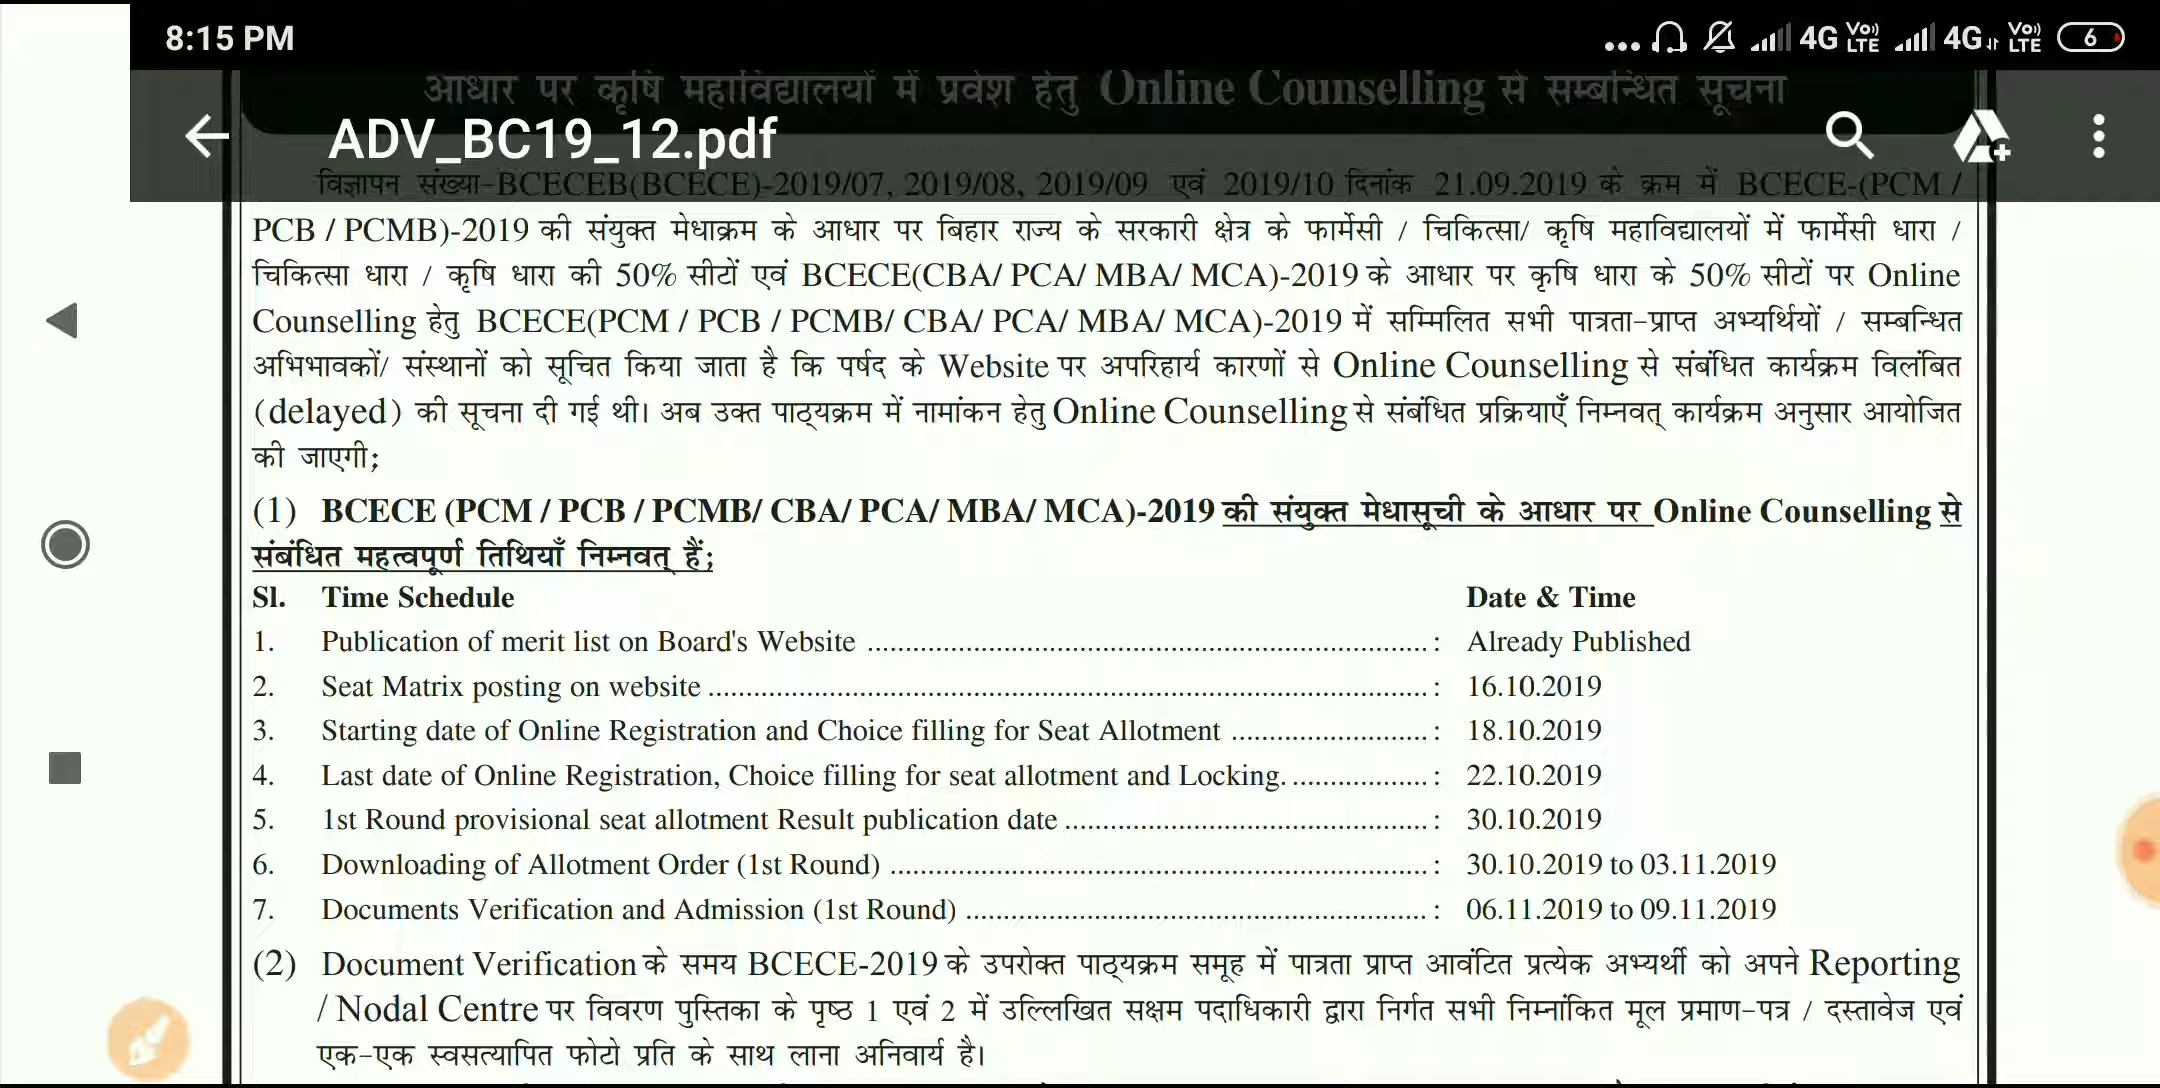 8:15 PM
4G Vo) LTE 4G Vo) LTE 6
आधार पर कृषि महाविद्यालयों में प्रवेश हेतु Online Counselling से सम्बन्धित सूचना
ADV_BC19_12.pdf
विज्ञापन संख्या-BCECEB(BCECE)-2019/07, 2019/08, 2019/09 एवं 2019/10 दिनांक 21.09.2019 के क्रम में BCECE-(PCM /
PCB / PCMB)-2019 की संयुक्त मेधाक्रम के आधार पर बिहार राज्य के सरकारी क्षेत्र के फार्मेसी / चिकित्सा/ कृषि महाविद्यालयों में फार्मेसी धारा /
चिकित्सा धारा / कृषि धारा की 50% सीटों एवं BCECE(CBA/ PCA/ MBA/ MCA)-2019 के आधार पर कृषि धारा के 50% सीटों पर Online
Counselling हेतु BCECE(PCM / PCB / PCMB/ CBA/ PCA/ MBA/ MCA)-2019 में सम्मिलित सभी पात्रता-प्राप्त अभ्यर्थियों / सम्बन्धित
अभिभावकों/ संस्थानों को सूचित किया जाता है कि पर्षद के Website पर अपरिहार्य कारणों से Online Counselling से संबंधित कार्यक्रम विलंबित
(delayed) की सूचना दी गई थी। अब उक्त पाठ्यक्रम में नामांकन हेतु Online Counselling से संबंधित प्रक्रियाएँ निम्नवत् कार्यक्रम अनुसार आयोजित
की जाएगी;
(1) BCECE (PCM / PCB / PCMB/ CBA/ PCA/ MBA/ MCA)-2019 की संयुक्त मेधासूची के आधार पर Online Counselling से
संबंधित महत्वपूर्ण तिथियाँ निम्नवत् हैं;
Sl. Time Schedule Date & Time
1. Publication of merit list on Board's Website : Already Published
2. Seat Matrix posting on website : 16.10.2019
3. Starting date of Online Registration and Choice filling for Seat Allotment : 18.10.2019
4. Last date of Online Registration, Choice filling for seat allotment and Locking. : 22.10.2019
5. 1st Round provisional seat allotment Result publication date : 30.10.2019
6. Downloading of Allotment Order (1st Round) : 30.10.2019 to 03.11.2019
7. Documents Verification and Admission (1st Round) : 06.11.2019 to 09.11.2019
(2) Document Verification के समय BCECE-2019 के उपरोक्त पाठ्यक्रम समूह में पात्रता प्राप्त आवंटित प्रत्येक अभ्यर्थी को अपने Reporting
/ Nodal Centre पर विवरण पुस्तिका के पृष्ठ 1 एवं 2 में उल्लिखित सक्षम पदाधिकारी द्वारा निर्गत सभी निम्नांकित मूल प्रमाण-पत्र / दस्तावेज एवं
एक-एक स्वसत्यापित फोटो प्रति के साथ लाना अनिवार्य है।